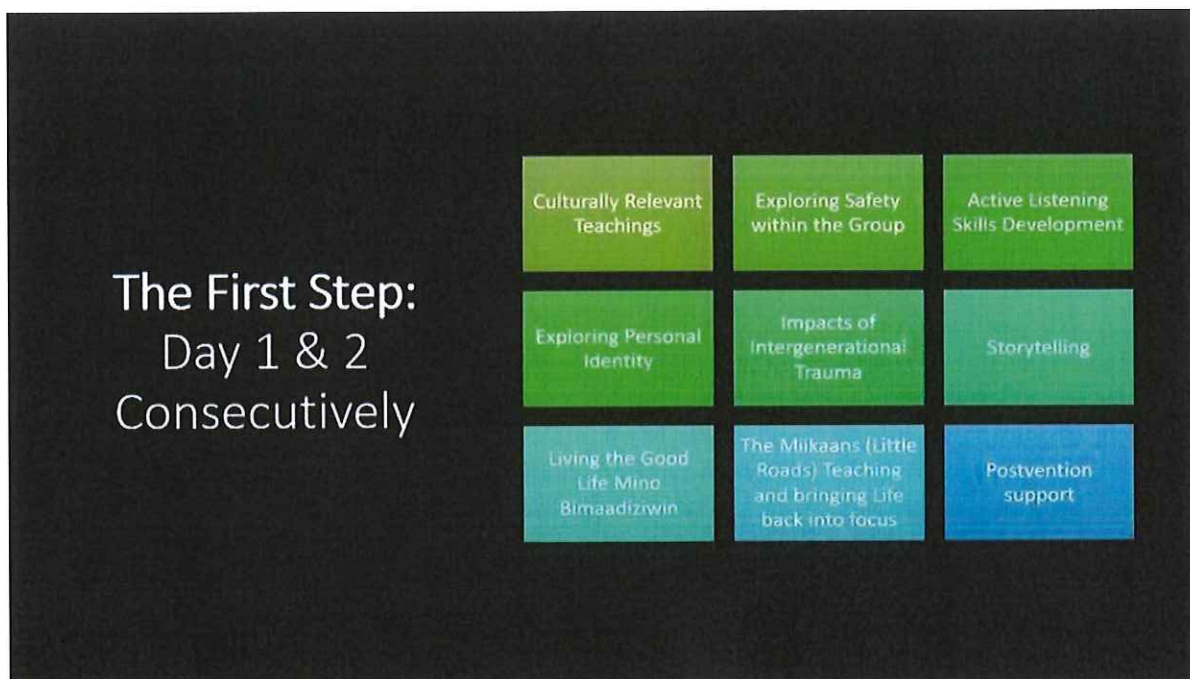 The First Step:
Day 1 & 2
Consecutively
Culturally Relevant
Teachings
Exploring Safety
within the Group
Active Listening
Skills Development
Exploring Personal
Identity
Impacts of
Intergenerational
Trauma
Storytelling
Living the Good
Life Mino
Bimaadiziwin
The Miikaans (Little
Roads) Teaching
and bringing Life
back into focus
Postvention
support